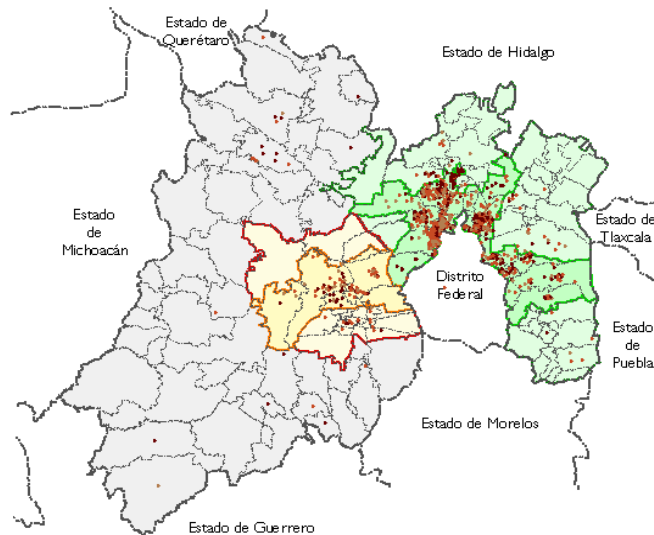 Estado de
Querétaro
Estado de Hidalgo
Estado
de
Michoacán
Estado de
Tlaxcala
Distrito
Federal
Estado
de
Puebla
Estado de Morelos
Estado de Guerrero